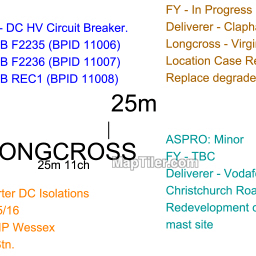 - DC HV Circuit Breaker.
B F2235 (BPID 11006)
B F2236 (BPID 11007)
B REC1 (BPID 11008)
FY - In Progress
Deliverer - Clapha
Longcross - Virgi
Location Case Re
Replace degrade
25m
ONGCROSS
25m 11ch
MapTiler.com
ASPRO: Minor
FY - TBC
Deliverer - Vodaf
Christchurch Roa
Redevelopment o
mast site
rter DC Isolations
5/16
IP Wessex
Stn.